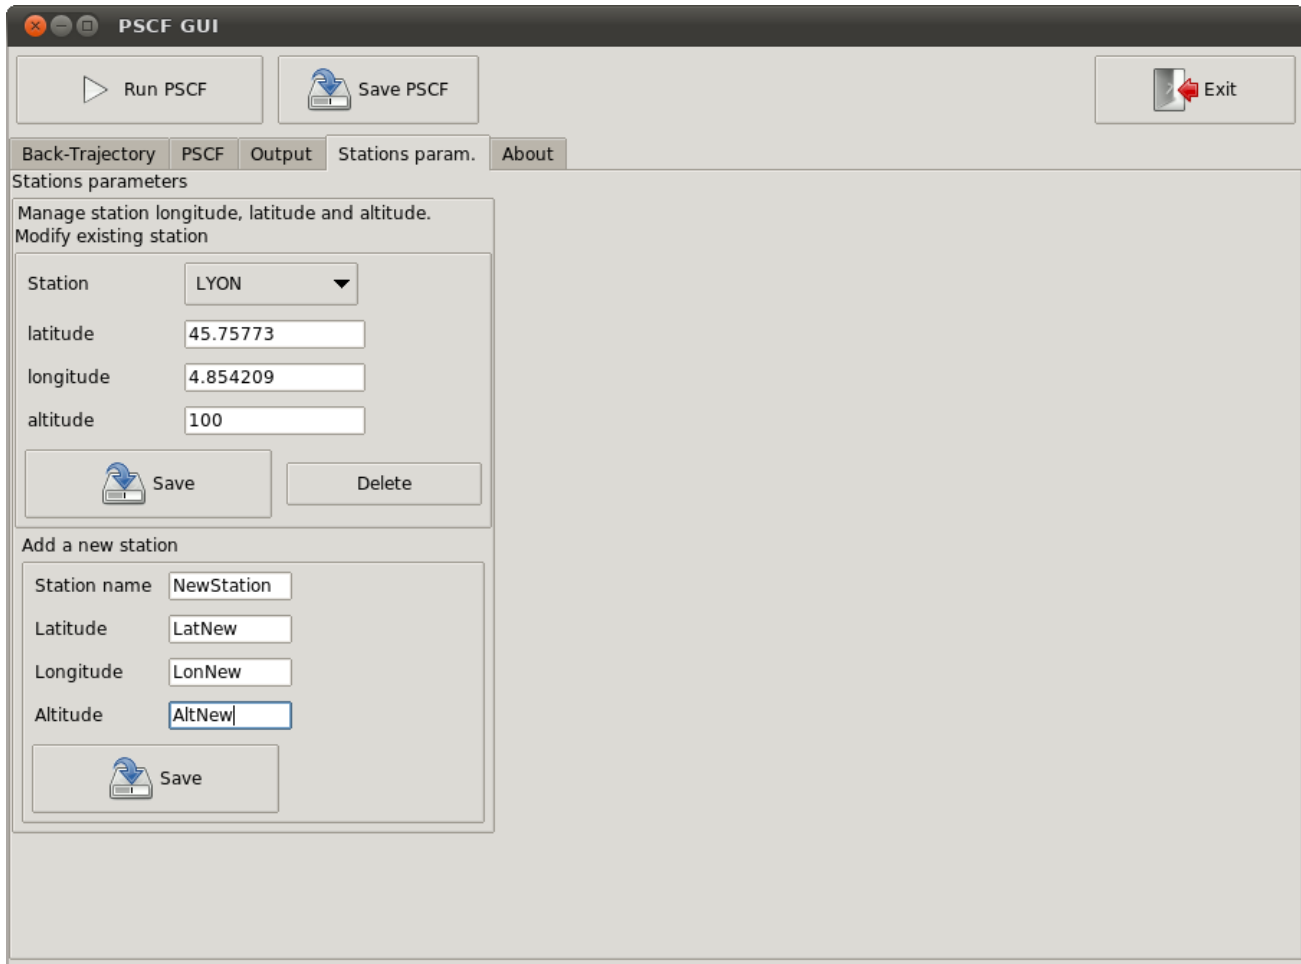 PSCF GUI
Run PSCF Save PSCF Exit
Back-Trajectory PSCF Output Stations param. About
Stations parameters
Manage station longitude, latitude and altitude.
Modify existing station
Station LYON
latitude 45.75773
longitude 4.854209
altitude 100
Save Delete
Add a new station
Station name NewStation
Latitude LatNew
Longitude LonNew
Altitude AltNew
Save